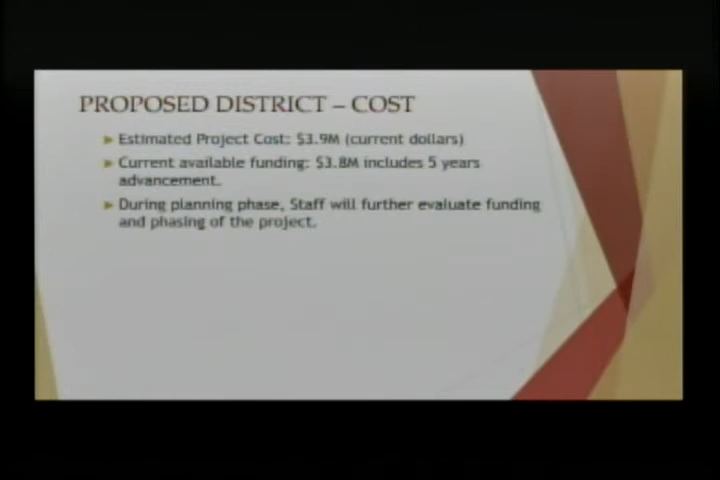 PROPOSED DISTRICT – COST
Estimated Project Cost: $3.9M (current dollars)
Current available funding: $3.8M includes 5 years
advancement.
During planning phase, Staff will further evaluate funding
and phasing of the project.